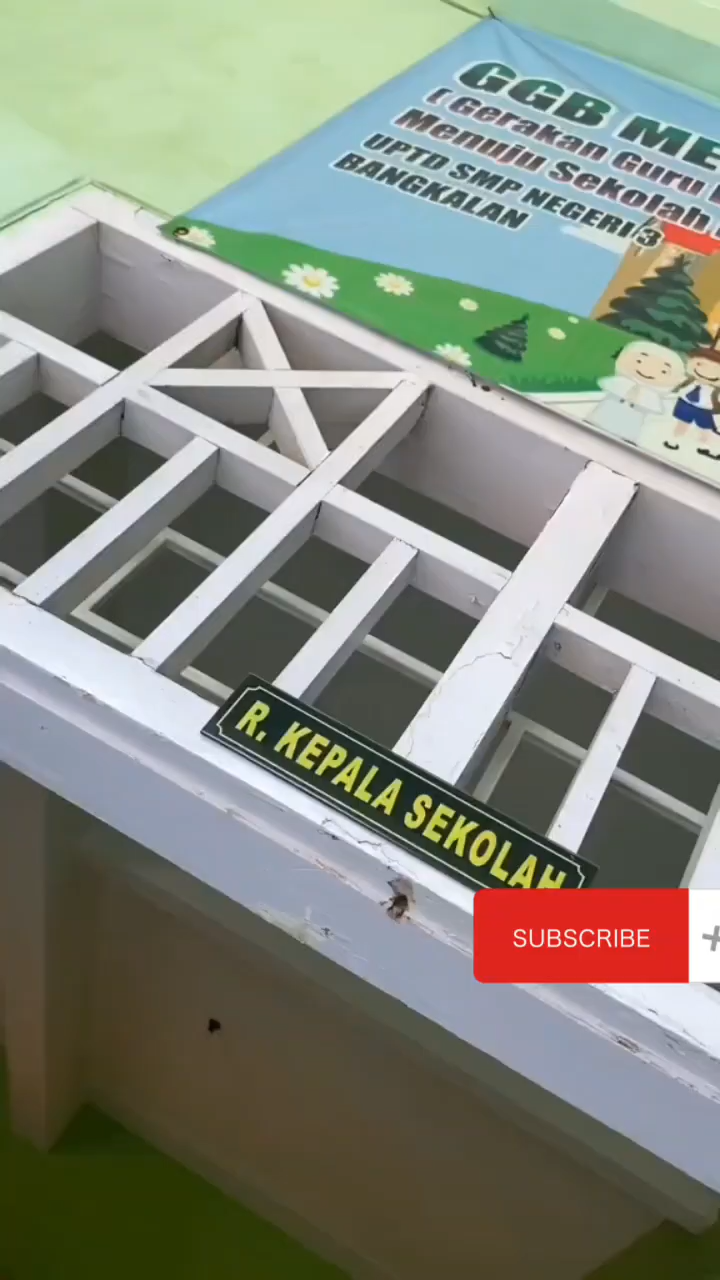 GGB ME
( Gerakan Guru
Menuju Sekolah
UPTD SMP NEGERI 3
BANGKALAN
R. KEPALA SEKOLAH
SUBSCRIBE
+